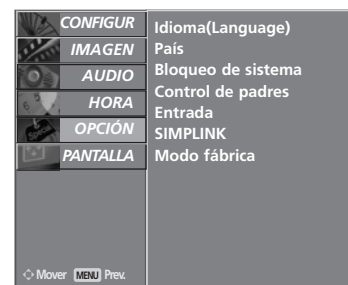 CONFIGUR
IMAGEN
AUDIO
HORA
OPCIÓN
PANTALLA
Idioma(Language)
País
Bloqueo de sistema
Control de padres
Entrada
SIMPLINK
Modo fábrica
Mover MENU Prev.